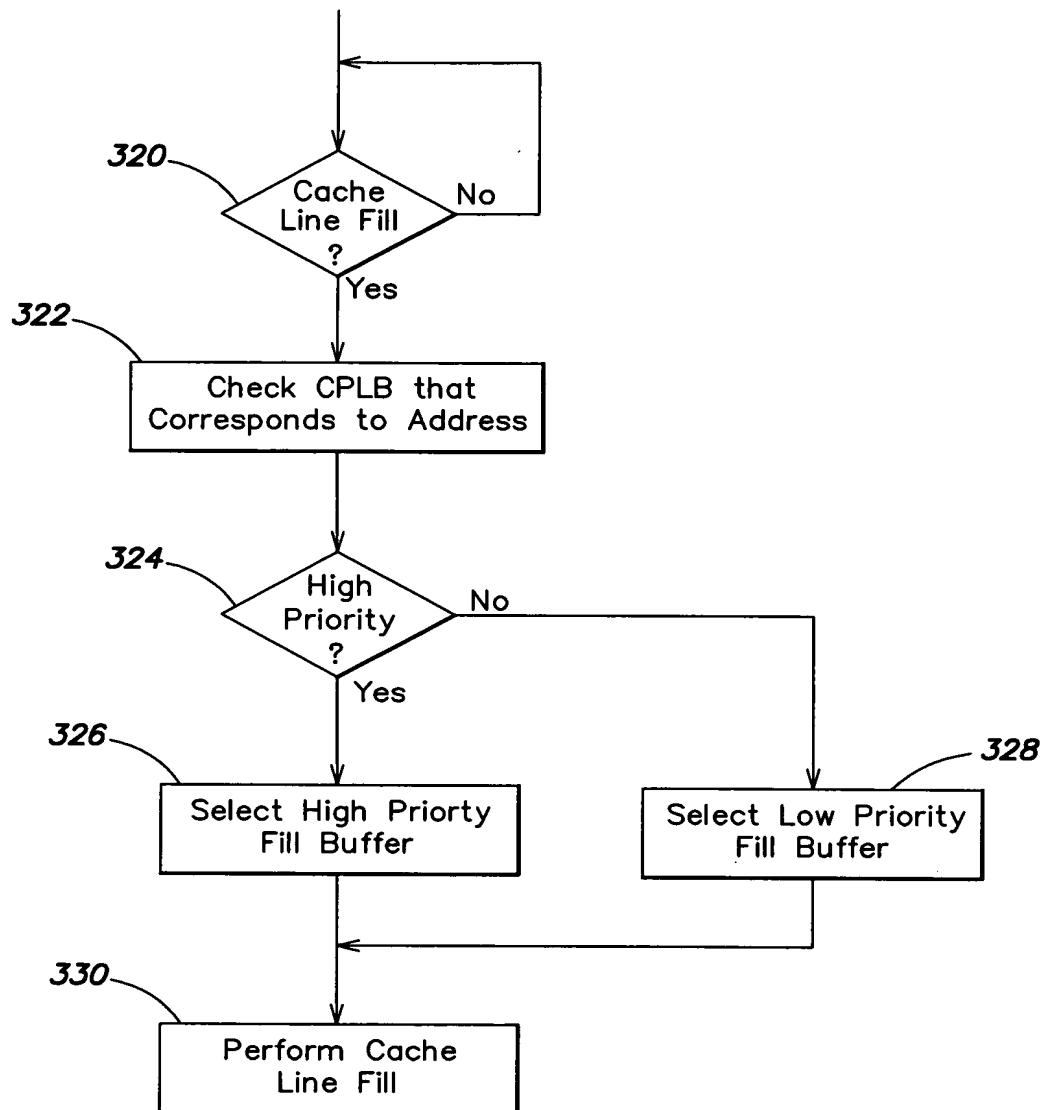 320
Cache
Line Fill
?
No
Yes
322
Check CPLB that
Corresponds to Address
324
High
Priority
?
No
Yes
326
Select High Priorty
Fill Buffer
328
Select Low Priority
Fill Buffer
330
Perform Cache
Line Fill